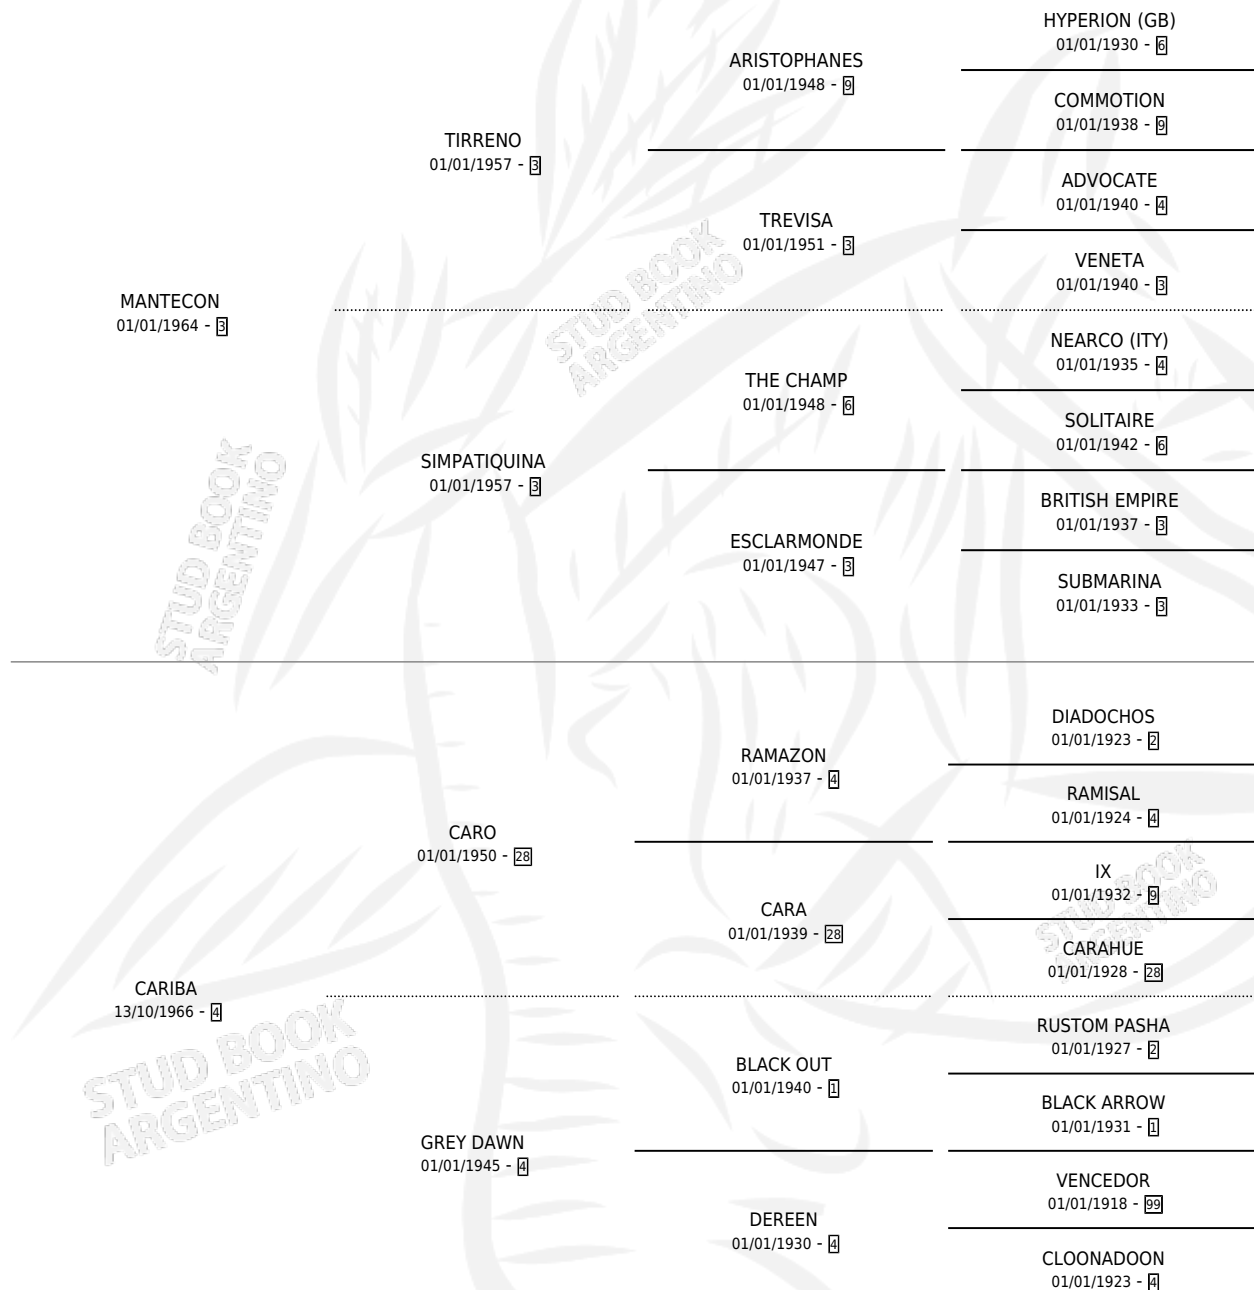 HYPERION (GB)
01/01/1930 - 6
ARISTOPHANES
01/01/1948 - 9
COMMOTION
01/01/1938 - 9
TIRRENO
01/01/1957 - 3
ADVOCATE
01/01/1940 - 4
TREVISA
01/01/1951 - 3
VENETA
01/01/1940 - 3
MANTECON
01/01/1964 - 3
NEARCO (ITY)
01/01/1935 - 4
THE CHAMP
01/01/1948 - 6
SOLITAIRE
01/01/1942 - 6
SIMPATIQUINA
01/01/1957 - 3
BRITISH EMPIRE
01/01/1937 - 3
ESCLARMONDE
01/01/1947 - 3
SUBMARINA
01/01/1933 - 3
DIADOCHOS
01/01/1923 - 2
RAMAZON
01/01/1937 - 4
RAMISAL
01/01/1924 - 4
CARO
01/01/1950 - 28
IX
01/01/1932 - 9
CARA
01/01/1939 - 28
CARAHUE
01/01/1928 - 28
CARIBA
13/10/1966 - 4
RUSTOM PASHA
01/01/1927 - 2
BLACK OUT
01/01/1940 - 1
BLACK ARROW
01/01/1931 - 1
GREY DAWN
01/01/1945 - 4
VENCEDOR
01/01/1918 - 99
DEREEN
01/01/1930 - 4
CLOONADOON
01/01/1923 - 4
STUD BOOK
ARGENTINO
STUD BOOK
ARGENTINO
STUD BOOK
ARGENTINO
STUD BOOK
ARGENTINO